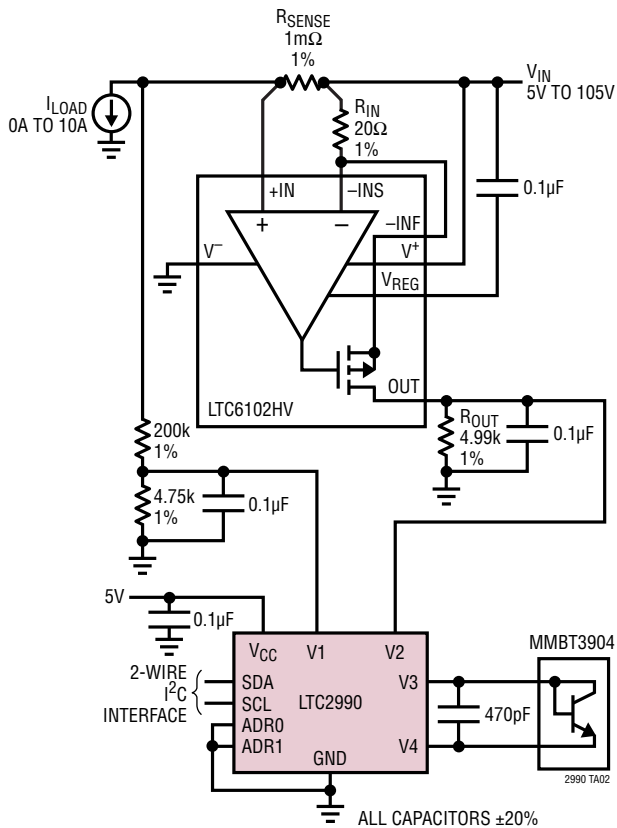 RSENSE
1mΩ
1%
VIN
5V TO 105V
ILOAD
0A TO 10A
RIN
20Ω
1%
0.1µF
+IN
–INS
+
–
–INF
V–
V+
VREG
OUT
LTC6102HV
200k
1%
ROUT
4.99k
1%
0.1µF
4.75k
1%
0.1µF
5V
0.1µF
MMBT3904
VCC
V1
V2
2-WIRE
I2C
INTERFACE
SDA
SCL
ADR0
ADR1
LTC2990
V3
V4
GND
470pF
2990 TA02
ALL CAPACITORS ±20%